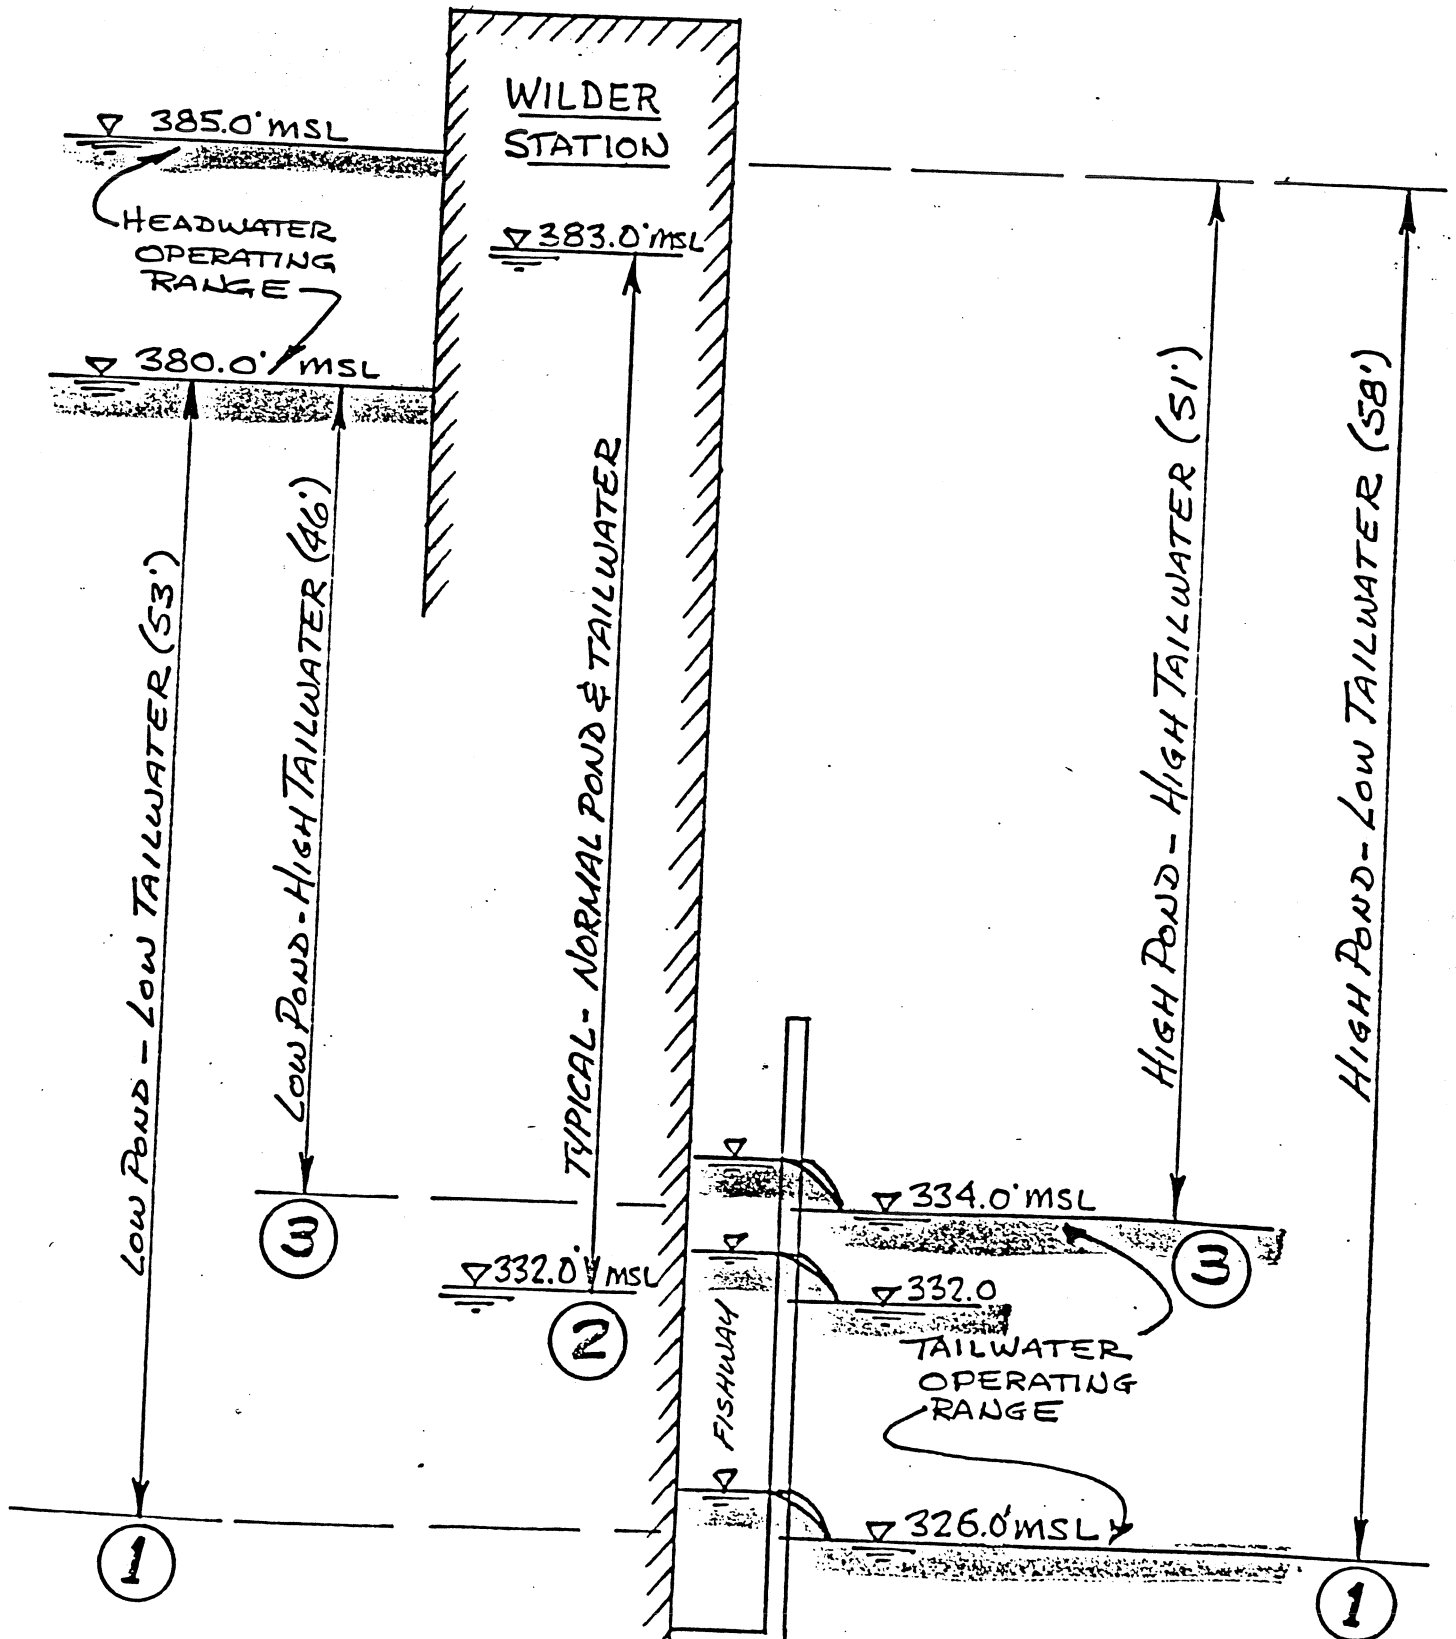 WILDER
STATION
385.0' MSL
HEADWATER
OPERATING
RANGE
383.0' MSL
380.0' MSL
LOW POND - LOW TAILWATER (53')
LOW POND - HIGH TAILWATER (46')
TYPICAL - NORMAL POND & TAILWATER
HIGH POND - HIGH TAILWATER (51')
HIGH POND - LOW TAILWATER (58')
334.0' MSL
3
3
332.0' MSL
332.0
2
FISHWAY
TAILWATER
OPERATING
RANGE
326.0' MSL
1
1